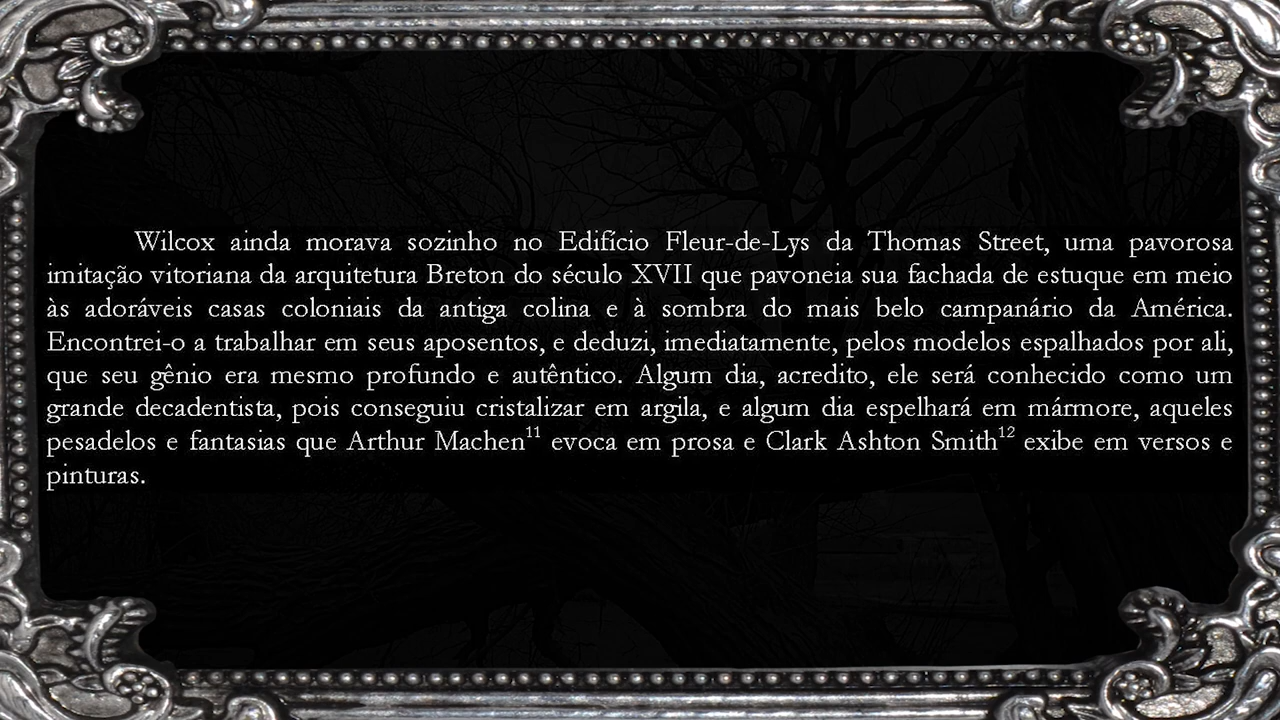 Wilcox ainda morava sozinho no Edifício Fleur-de-Lys da Thomas Street, uma pavorosa
imitação vitoriana da arquitetura Breton do século XVII que pavoneia sua fachada de estuque em meio
às adoráveis casas coloniais da antiga colina e à sombra do mais belo campanário da América.
Encontrei-o a trabalhar em seus aposentos, e deduzi, imediatamente, pelos modelos espalhados por ali,
que seu gênio era mesmo profundo e autêntico. Algum dia, acredito, ele será conhecido como um
grande decadentista, pois conseguiu cristalizar em argila, e algum dia espelhará em mármore, aqueles
pesadelos e fantasias que Arthur Machen¹¹ evoca em prosa e Clark Ashton Smith¹² exibe em versos e
pinturas.